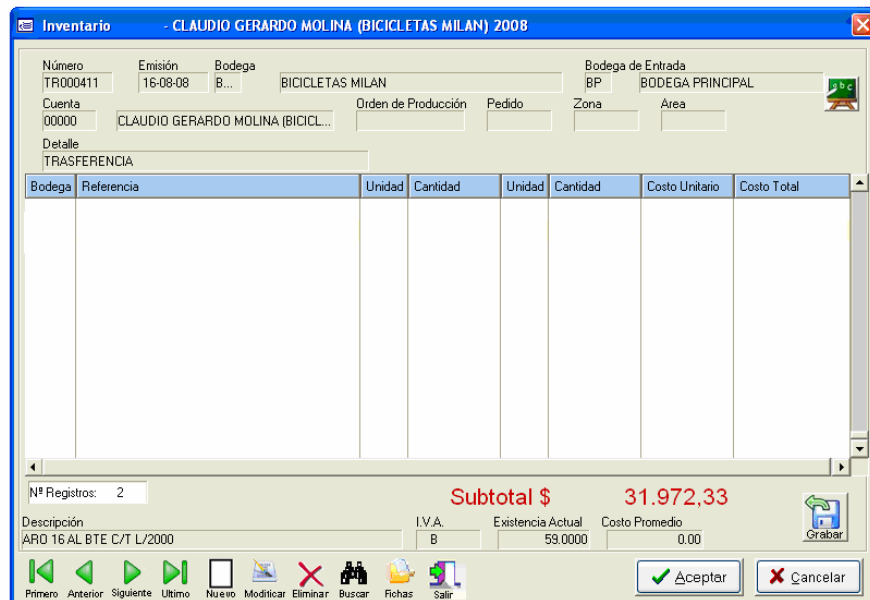 Inventario - CLAUDIO GERARDO MOLINA (BICICLETAS MILAN) 2008
Número Emisión Bodega Bodega de Entrada
TR000411 16-08-08 B... BICICLETAS MILAN BP BODEGA PRINCIPAL
abc
Cuenta Orden de Producción Pedido Zona Area
00000 CLAUDIO GERARDO MOLINA (BICICL...
Detalle
TRASFERENCIA
Bodega Referencia Unidad Cantidad Unidad Cantidad Costo Unitario Costo Total
Nª Registros: 2 Subtotal $ 31.972,33
Descripción I.V.A. Existencia Actual Costo Promedio
ARO 16 AL BTE C/T L/2000 B 59.0000 0.00
Grabar
Primero Anterior Siguiente Ultimo Nuevo Modificar Eliminar Buscar Fichas Salir
Aceptar Cancelar